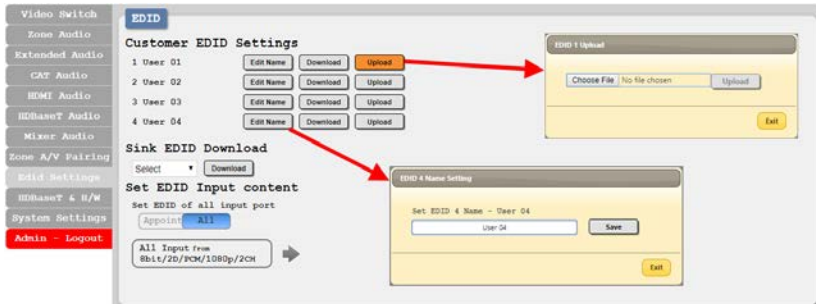 Video Switch
Zone Audio
Extended Audio
CAT Audio
HDMI Audio
HDBaseT Audio
Mixer Audio
Zone A/V Pairing
Edid Settings
HDBaseT & H/W
System Settings
Admin - Logout
EDID
Customer EDID Settings
1 User 01 Edit Name Download Upload
2 User 02 Edit Name Download Upload
3 User 03 Edit Name Download Upload
4 User 04 Edit Name Download Upload
Sink EDID Download
Select Download
Set EDID Input content
Set EDID of all input port
Appoint All
All Input from
8bit/2D/PCM/1080p/2CH
EDID 1 Upload
Choose File No file chosen Upload
Exit
EDID 4 Name Setting
Set EDID 4 Name - User 04
User 04 Save
Exit